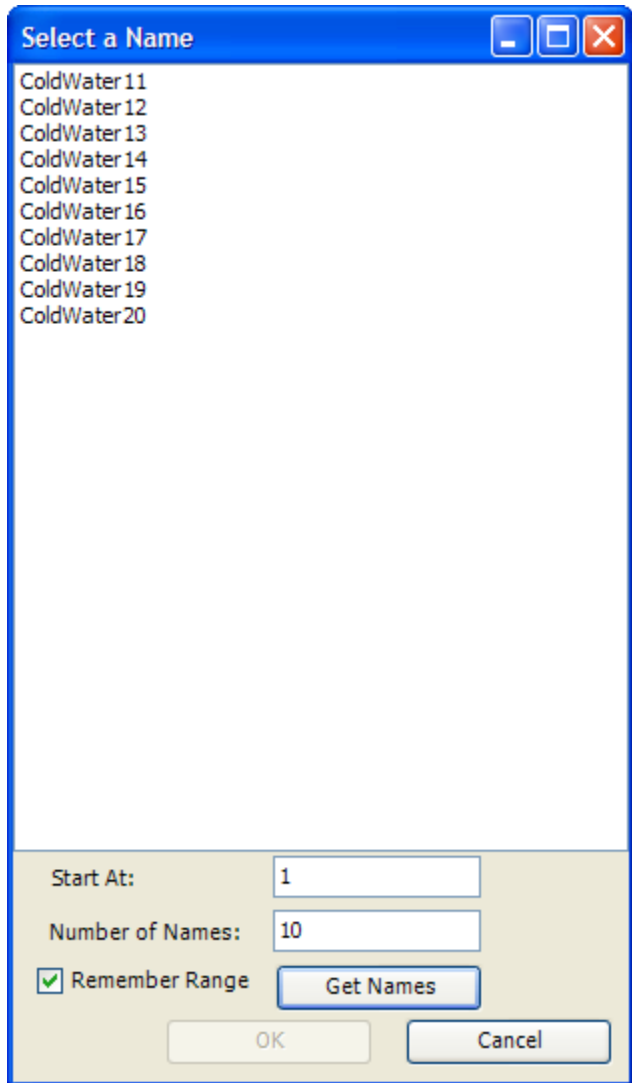 Select a Name
ColdWater11
ColdWater12
ColdWater13
ColdWater14
ColdWater15
ColdWater16
ColdWater17
ColdWater18
ColdWater19
ColdWater20
Start At: 1
Number of Names: 10
Remember Range Get Names
OK Cancel